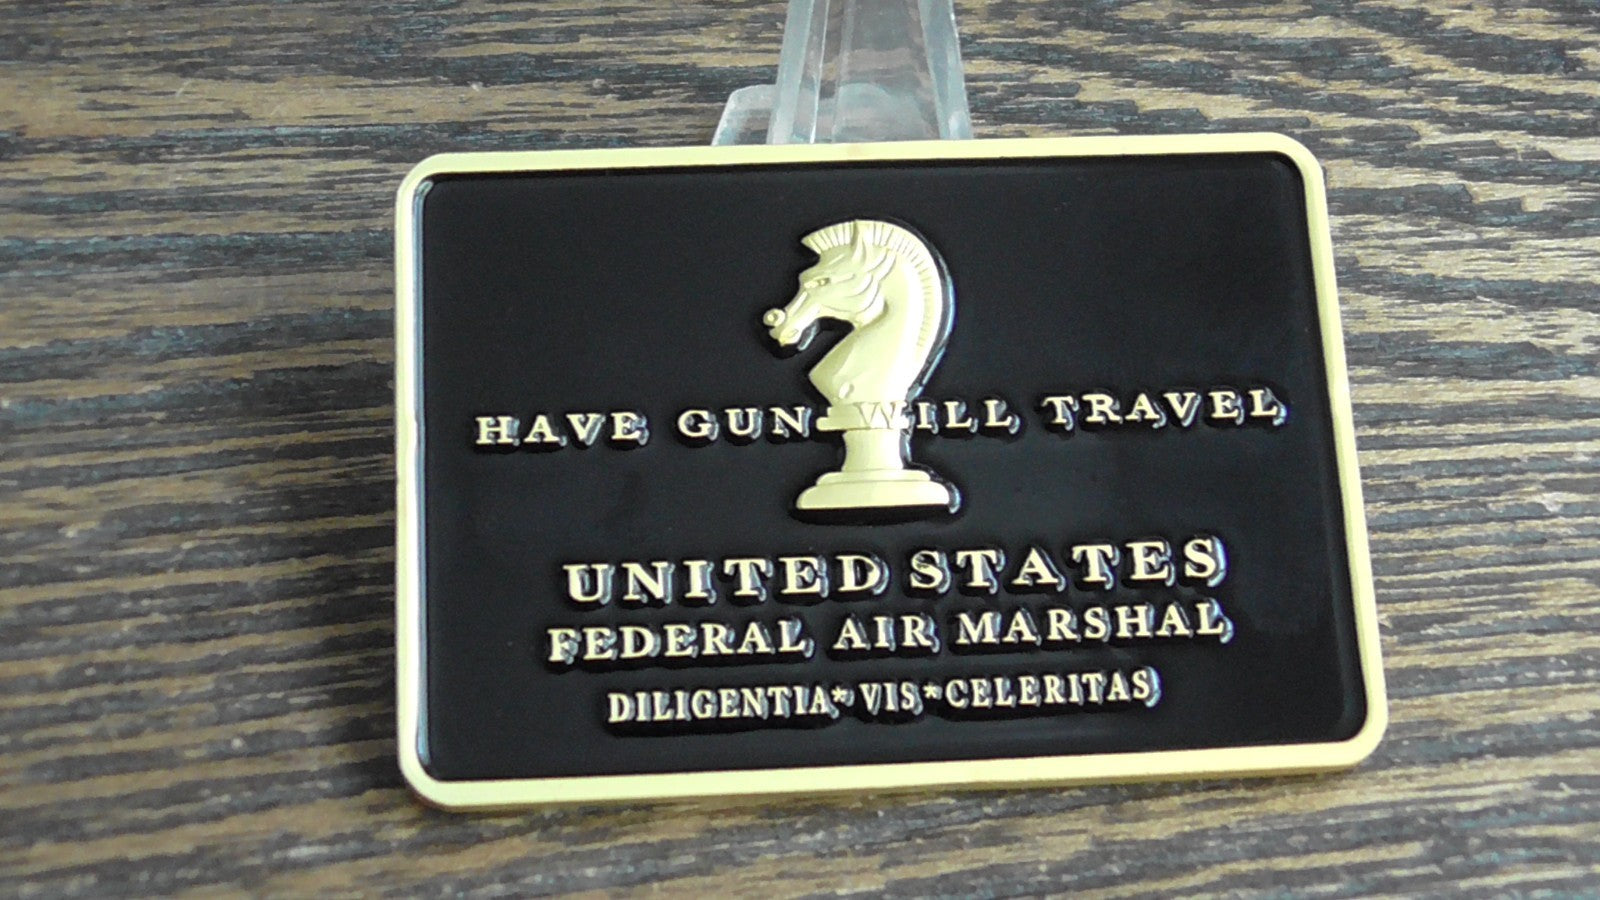 HAVE GUN WILL TRAVEL
UNITED STATES
FEDERAL AIR MARSHAL
DILIGENTIA*VIS*CELERITAS